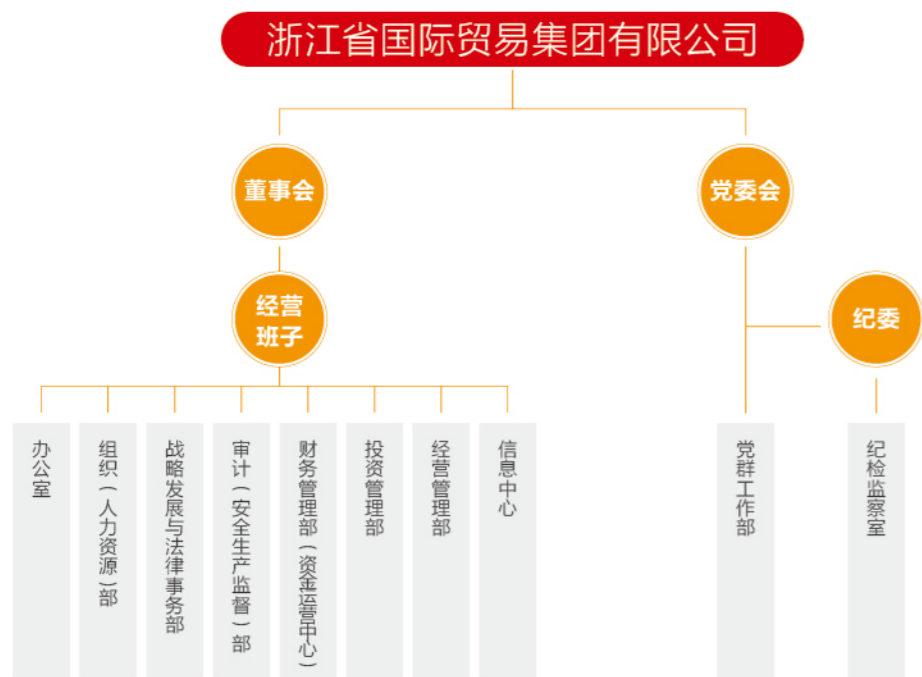 浙江省国际贸易集团有限公司
董事会
党委会
经营
班子
纪委
办公室
组织(人力资源)部
战略发展与法律事务部
审计(安全生产监督)部
财务管理部(资金运营中心)
投资管理部
经营管理部
信息中心
党群工作部
纪检监察室